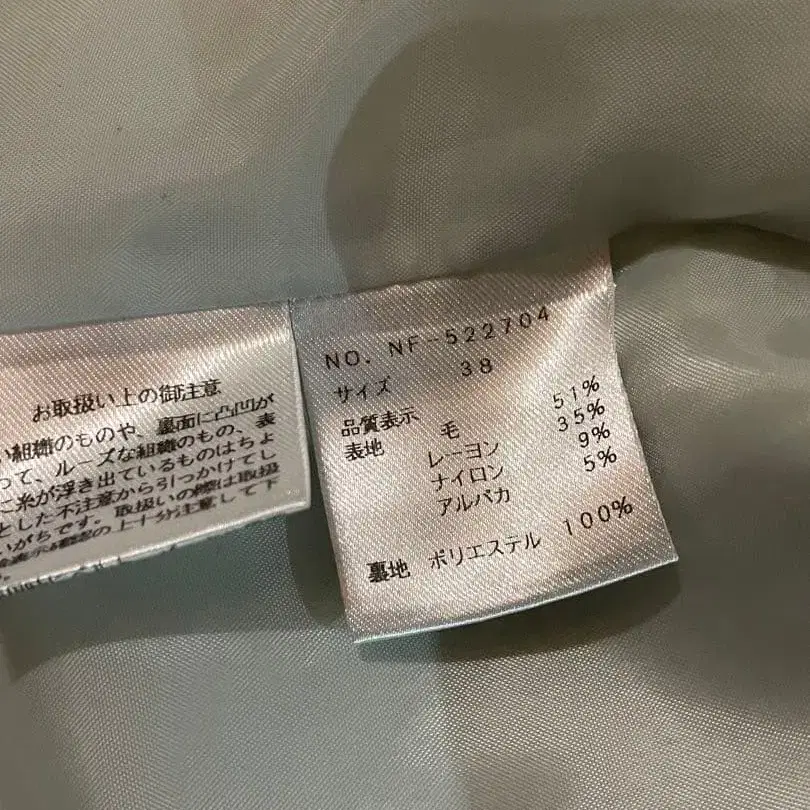 お取扱い上の御注意
い組織のものや、裏面に凸凹が
って、ルーズな組織のもの、表
に糸が浮き出ているものはちょ
とした不注意から引っかけてし
いがちです。取扱いの際は取扱
表示確認の上十分注意して下
NO. NF-522704
サイズ 38
品質表示
表地 毛 51%
レーヨン 35%
ナイロン 9%
アルパカ 5%
裏地 ポリエステル 100%